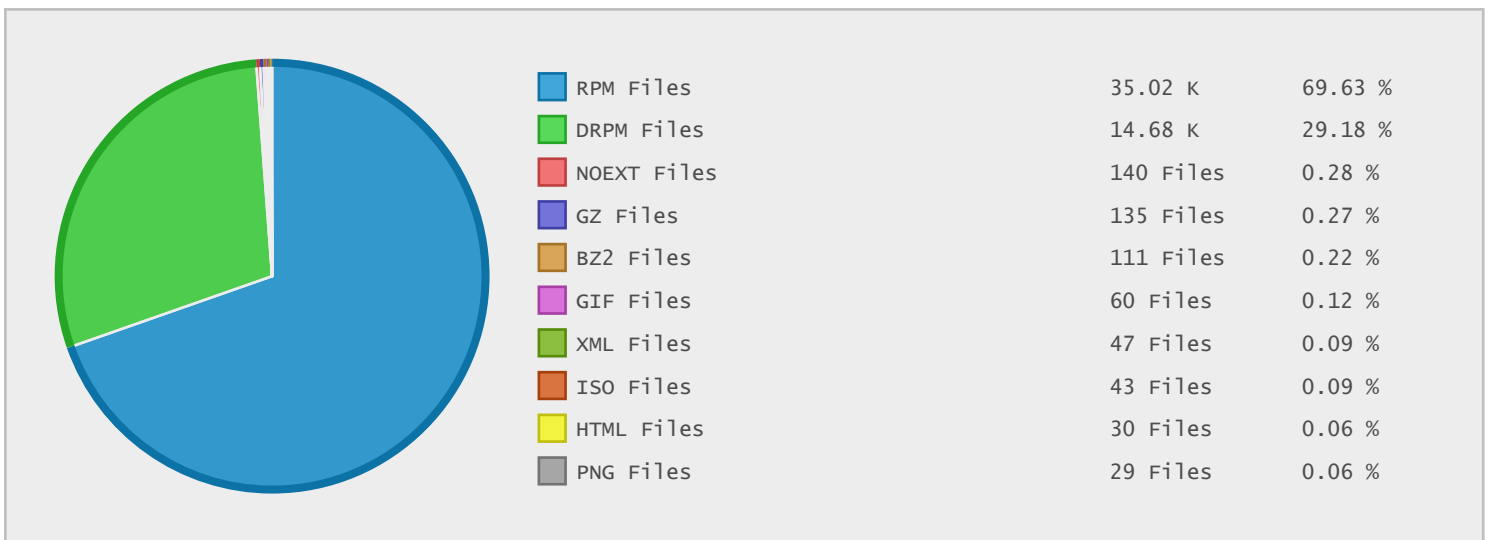 RPM Files 35.02 K 69.63 %
DRPM Files 14.68 K 29.18 %
NOEXT Files 140 Files 0.28 %
GZ Files 135 Files 0.27 %
BZ2 Files 111 Files 0.22 %
GIF Files 60 Files 0.12 %
XML Files 47 Files 0.09 %
ISO Files 43 Files 0.09 %
HTML Files 30 Files 0.06 %
PNG Files 29 Files 0.06 %